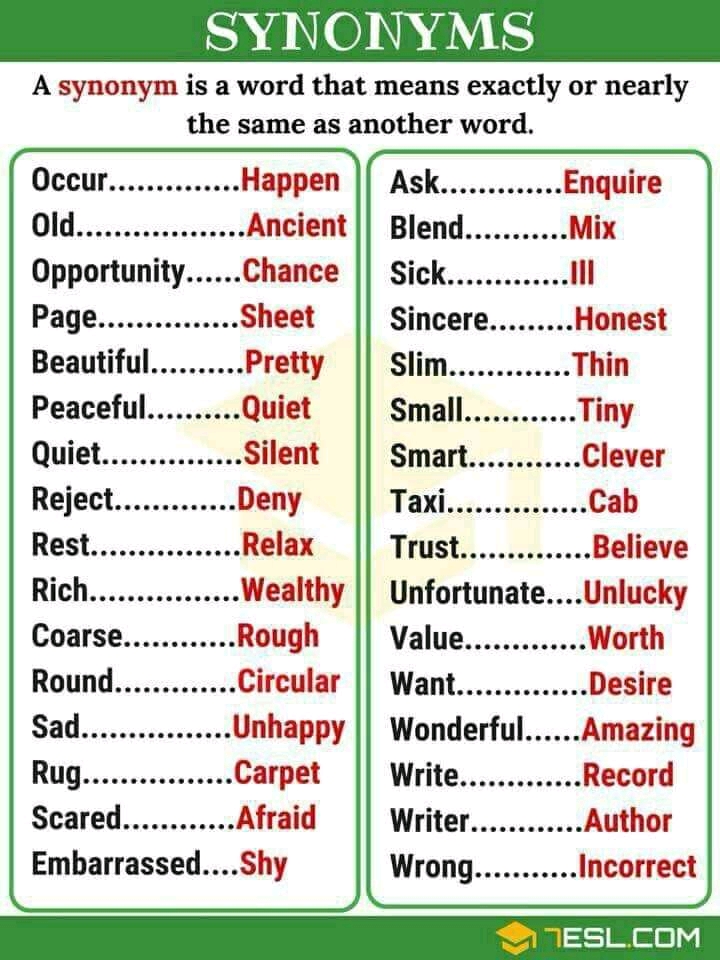 SYNONYMS
A synonym is a word that means exactly or nearly
the same as another word.
Occur..............Happen
Old..................Ancient
Opportunity......Chance
Page...............Sheet
Beautiful..........Pretty
Peaceful..........Quiet
Quiet...............Silent
Reject.............Deny
Rest................Relax
Rich................Wealthy
Coarse............Rough
Round.............Circular
Sad................Unhappy
Rug................Carpet
Scared............Afraid
Embarrassed....Shy
Ask.............Enquire
Blend...........Mix
Sick.............Ill
Sincere.........Honest
Slim.............Thin
Small............Tiny
Smart............Clever
Taxi...............Cab
Trust..............Believe
Unfortunate....Unlucky
Value.............Worth
Want..............Desire
Wonderful......Amazing
Write.............Record
Writer............Author
Wrong...........Incorrect
7ESL.COM